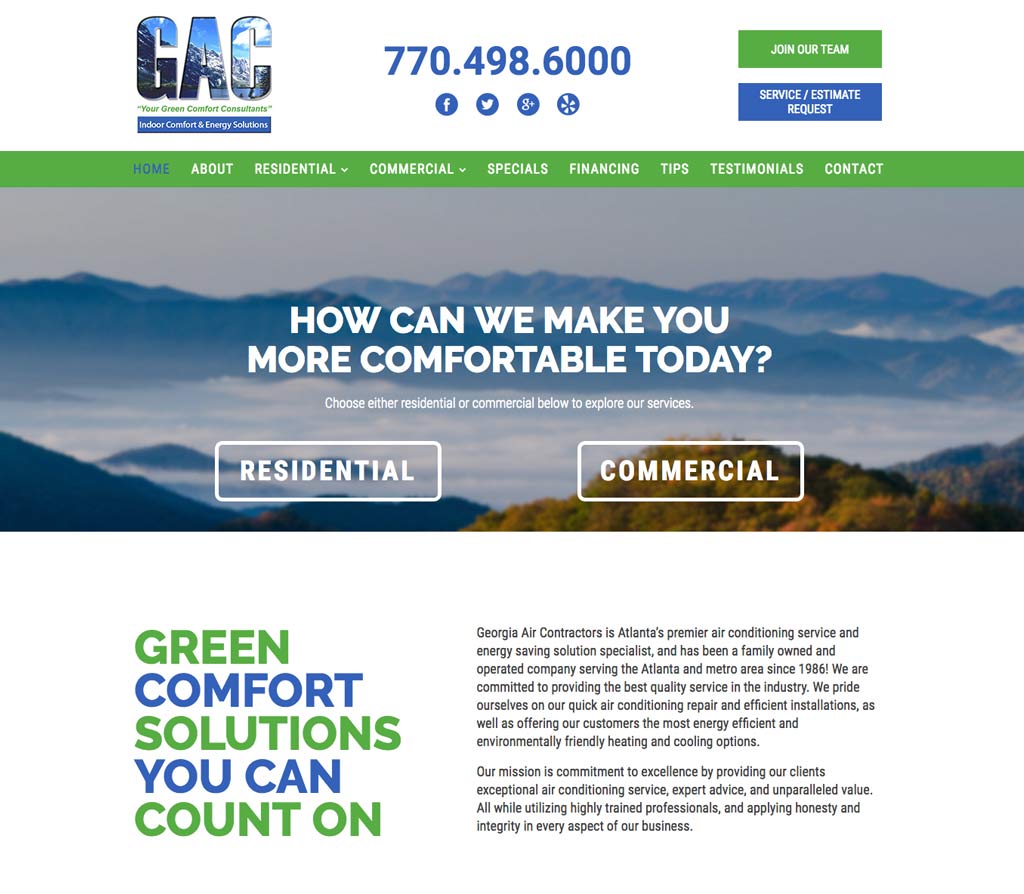 GAC
"Your Green Comfort Consultants"
Indoor Comfort & Energy Solutions
770.498.6000
JOIN OUR TEAM
SERVICE / ESTIMATE
REQUEST
HOME ABOUT RESIDENTIAL COMMERCIAL SPECIALS FINANCING TIPS TESTIMONIALS CONTACT
HOW CAN WE MAKE YOU
MORE COMFORTABLE TODAY?
Choose either residential or commercial below to explore our services.
RESIDENTIAL
COMMERCIAL
GREEN
COMFORT
SOLUTIONS
YOU CAN
COUNT ON
Georgia Air Contractors is Atlanta's premier air conditioning service and
energy saving solution specialist, and has been a family owned and
operated company serving the Atlanta and metro area since 1986! We are
committed to providing the best quality service in the industry. We pride
ourselves on our quick air conditioning repair and efficient installations, as
well as offering our customers the most energy efficient and
environmentally friendly heating and cooling options.
Our mission is commitment to excellence by providing our clients
exceptional air conditioning service, expert advice, and unparalleled value.
All while utilizing highly trained professionals, and applying honesty and
integrity in every aspect of our business.